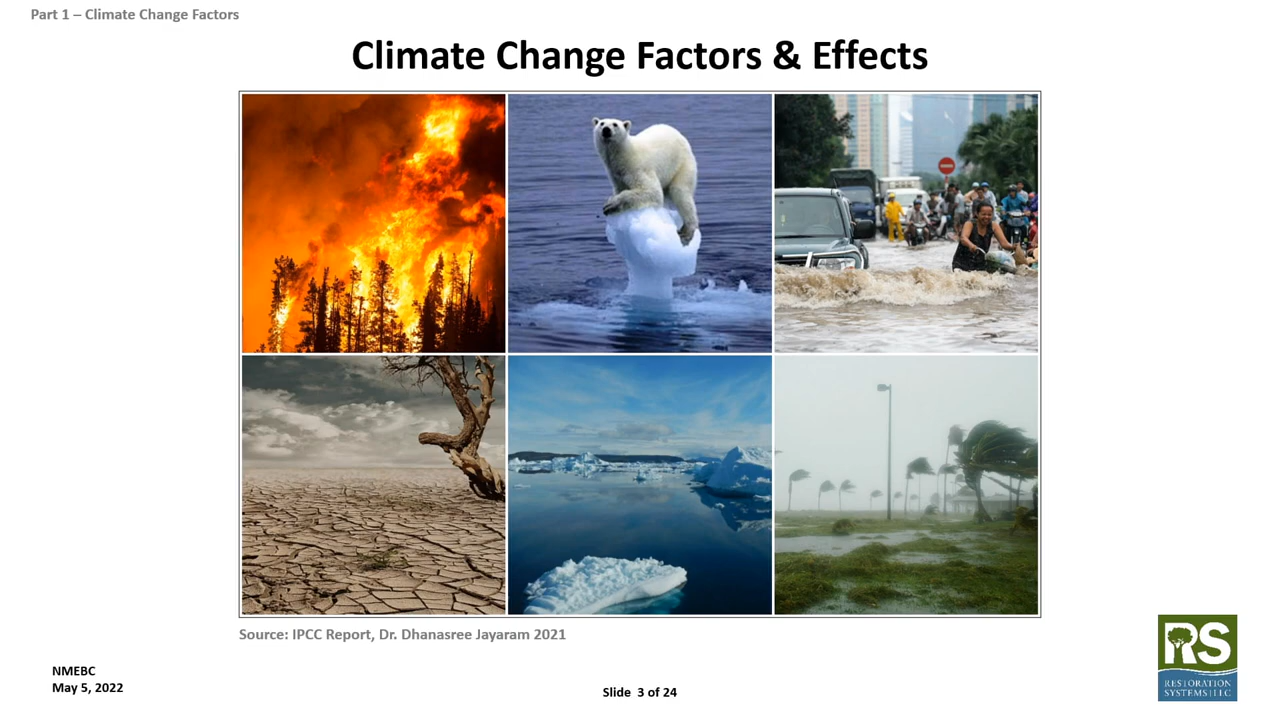 Part 1 – Climate Change Factors
Climate Change Factors & Effects
Source: IPCC Report, Dr. Dhanasree Jayaram 2021
NMEBC
May 5, 2022
Slide 3 of 24
RS
RESTORATION
SYSTEMS | LLC